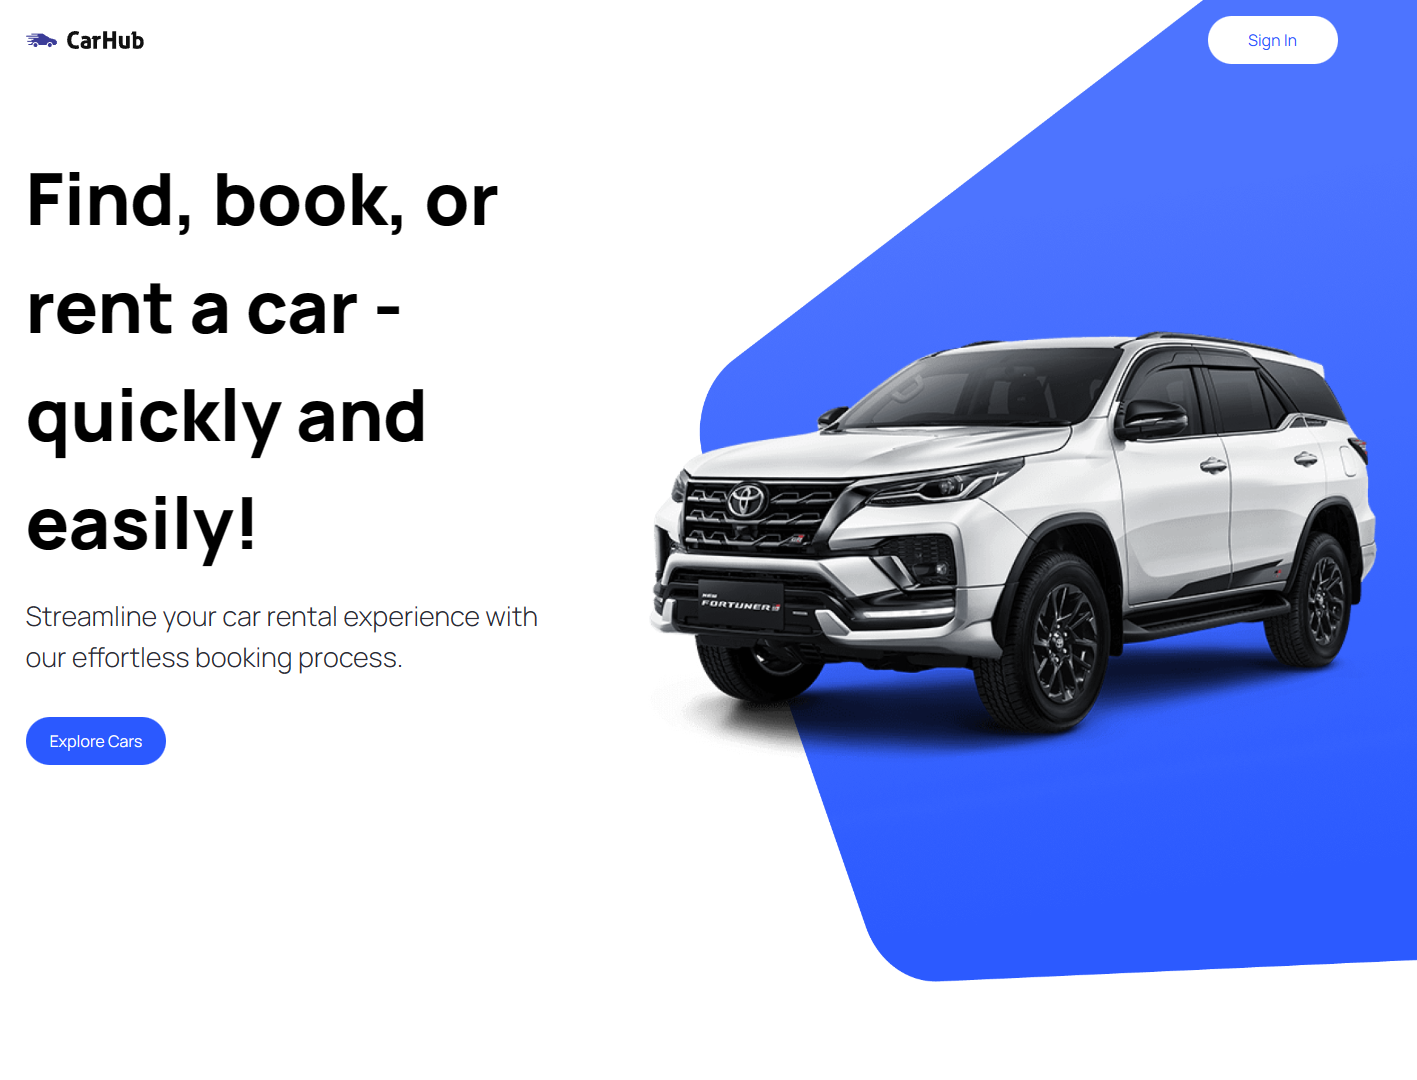 CarHub
Sign In
Find, book, or
rent a car -
quickly and
easily!
Streamline your car rental experience with
our effortless booking process.
Explore Cars
NEW
FORTUNER